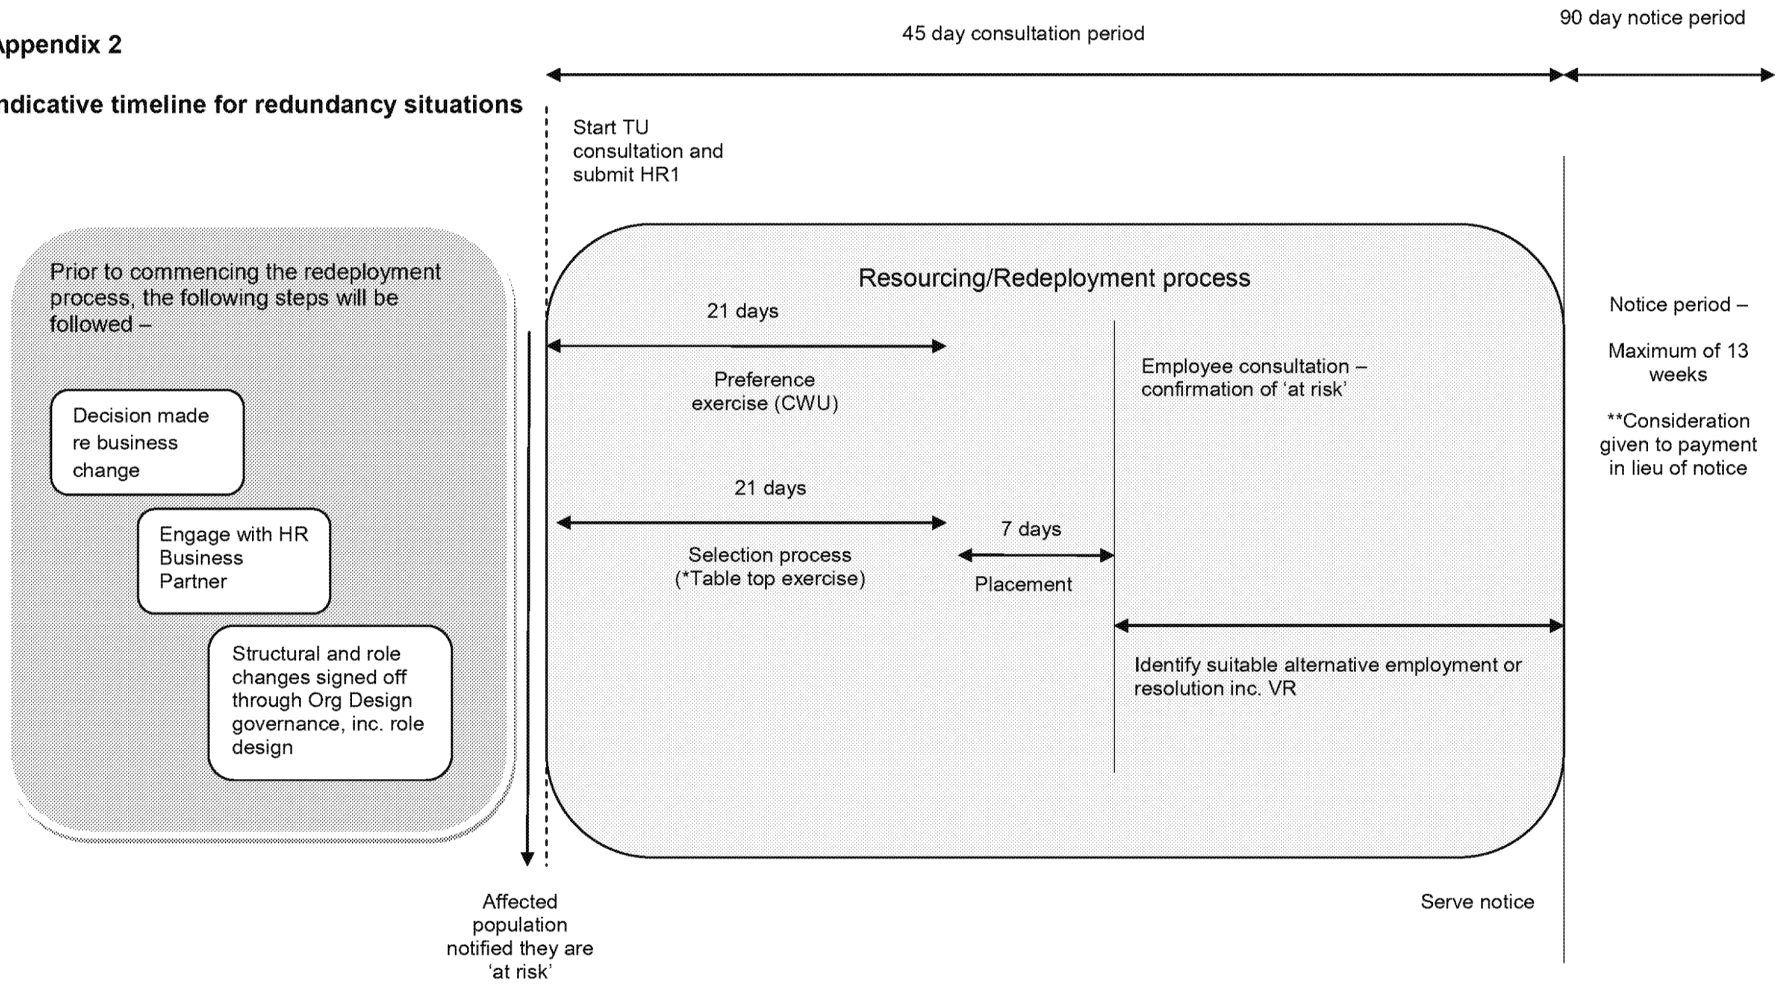 Appendix 2
Indicative timeline for redundancy situations
45 day consultation period
90 day notice period
Start TU
consultation and
submit HR1
Prior to commencing the redeployment
process, the following steps will be
followed –
Decision made
re business
change
Engage with HR
Business
Partner
Structural and role
changes signed off
through Org Design
governance, inc. role
design
Affected
population
notified they are
‘at risk’
Resourcing/Redeployment process
21 days
Preference
exercise (CWU)
21 days
Selection process
(*Table top exercise)
7 days
Placement
Employee consultation –
confirmation of ‘at risk’
Identify suitable alternative employment or
resolution inc. VR
Serve notice
Notice period –
Maximum of 13
weeks
**Consideration
given to payment
in lieu of notice